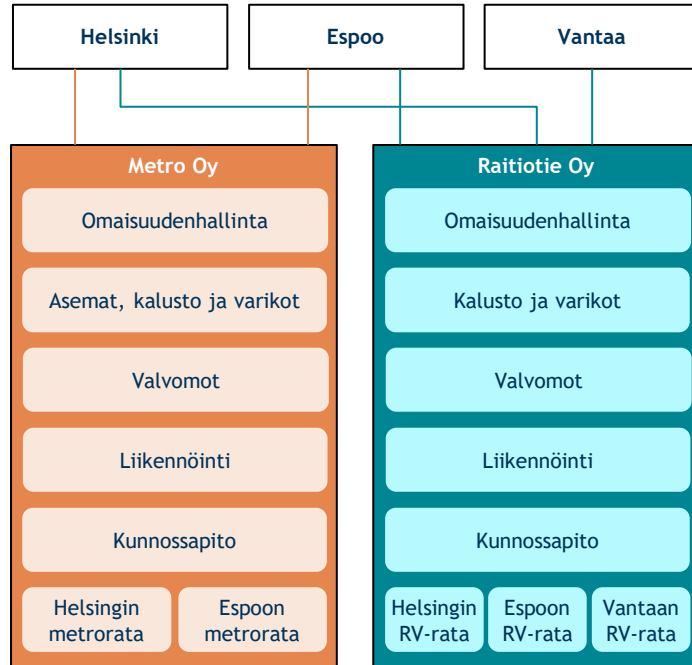 Helsinki
Espoo
Vantaa
Metro Oy
Omaisuudenhallinta
Asemat, kalusto ja varikot
Valvomot
Liikennöinti
Kunnossapito
Helsingin
metrorata
Espoon
metrorata
Raitiotie Oy
Omaisuudenhallinta
Kalusto ja varikot
Valvomot
Liikennöinti
Kunnossapito
Helsingin
RV-rata
Espoon
RV-rata
Vantaan
RV-rata